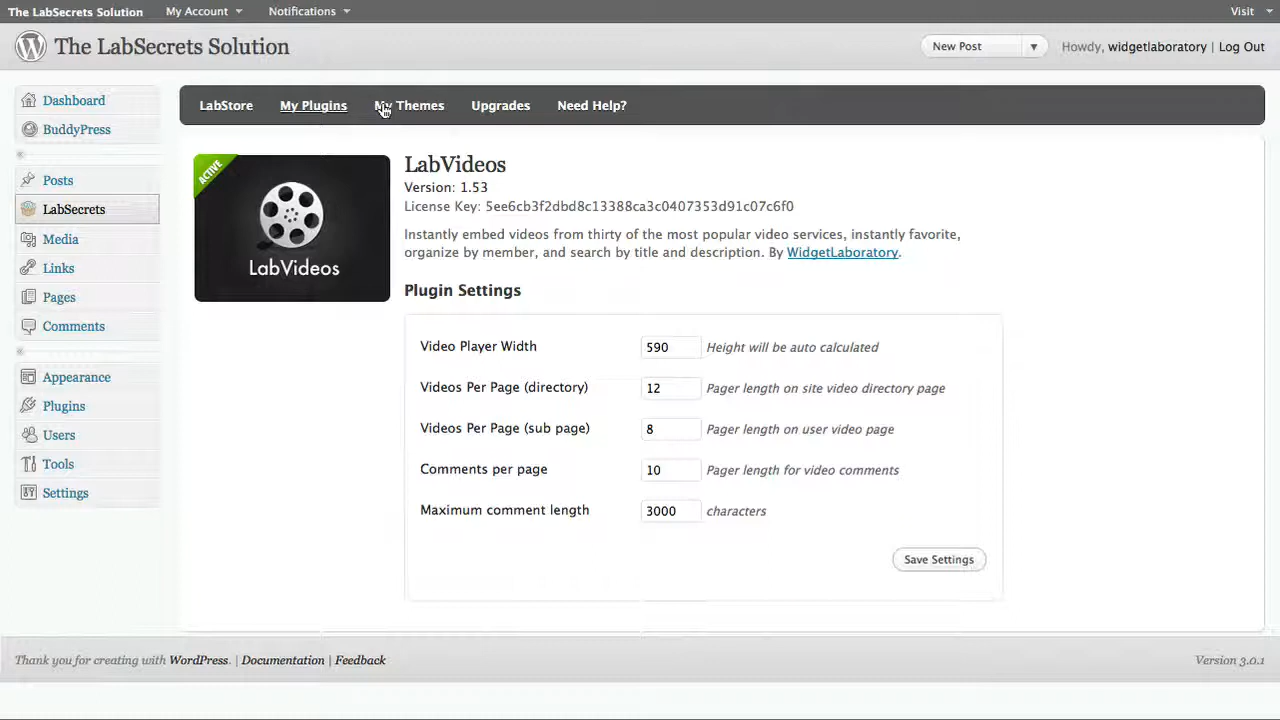 The LabSecrets Solution My Account Notifications Visit
The LabSecrets Solution New Post Howdy, widgetlaboratory | Log Out
LabStore My Plugins My Themes Upgrades Need Help?
Dashboard
BuddyPress
Posts
LabSecrets
Media
Links
Pages
Comments
Appearance
Plugins
Users
Tools
Settings
ACTIVE
LabVideos
LabVideos
Version: 1.53
License Key: 5ee6cb3f2dbd8c13388ca3c0407353d91c07c6f0
Instantly embed videos from thirty of the most popular video services, instantly favorite,
organize by member, and search by title and description. By WidgetLaboratory.
Plugin Settings
Video Player Width 590 Height will be auto calculated
Videos Per Page (directory) 12 Pager length on site video directory page
Videos Per Page (sub page) 8 Pager length on user video page
Comments per page 10 Pager length for video comments
Maximum comment length 3000 characters
Save Settings
Thank you for creating with WordPress. | Documentation | Feedback Version 3.0.1